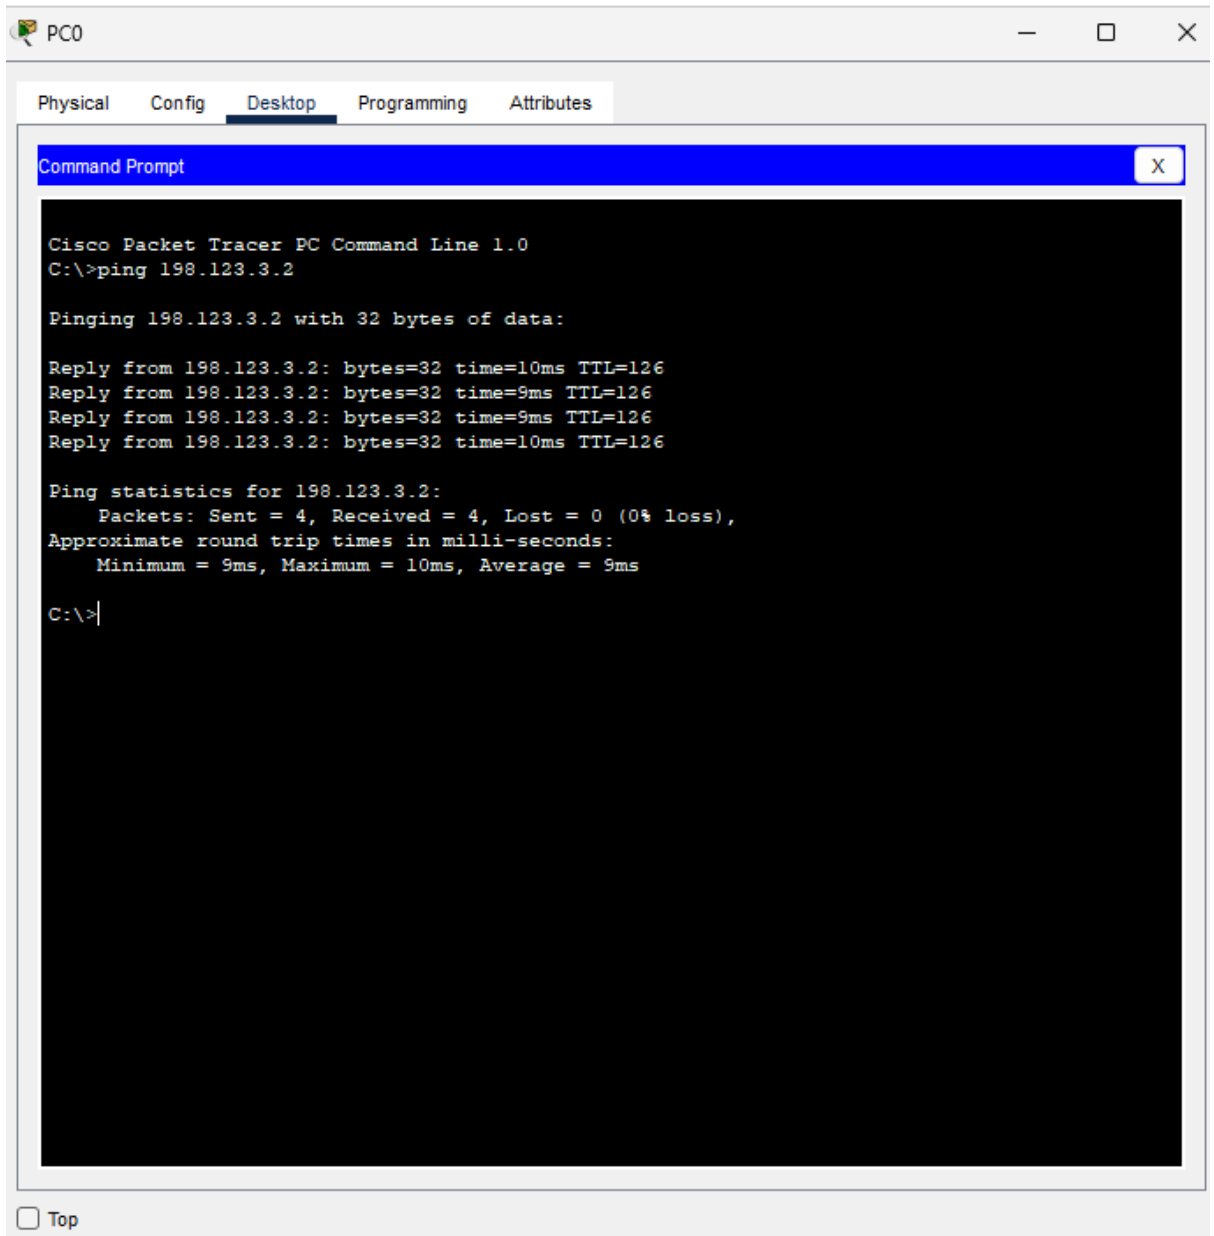 PC0
Physical Config Desktop Programming Attributes
Command Prompt
X
Cisco Packet Tracer PC Command Line 1.0
C:\>ping 198.123.3.2
Pinging 198.123.3.2 with 32 bytes of data:
Reply from 198.123.3.2: bytes=32 time=10ms TTL=126
Reply from 198.123.3.2: bytes=32 time=9ms TTL=126
Reply from 198.123.3.2: bytes=32 time=9ms TTL=126
Reply from 198.123.3.2: bytes=32 time=10ms TTL=126
Ping statistics for 198.123.3.2:
Packets: Sent = 4, Received = 4, Lost = 0 (0% loss),
Approximate round trip times in milli-seconds:
Minimum = 9ms, Maximum = 10ms, Average = 9ms
C:\>
Top